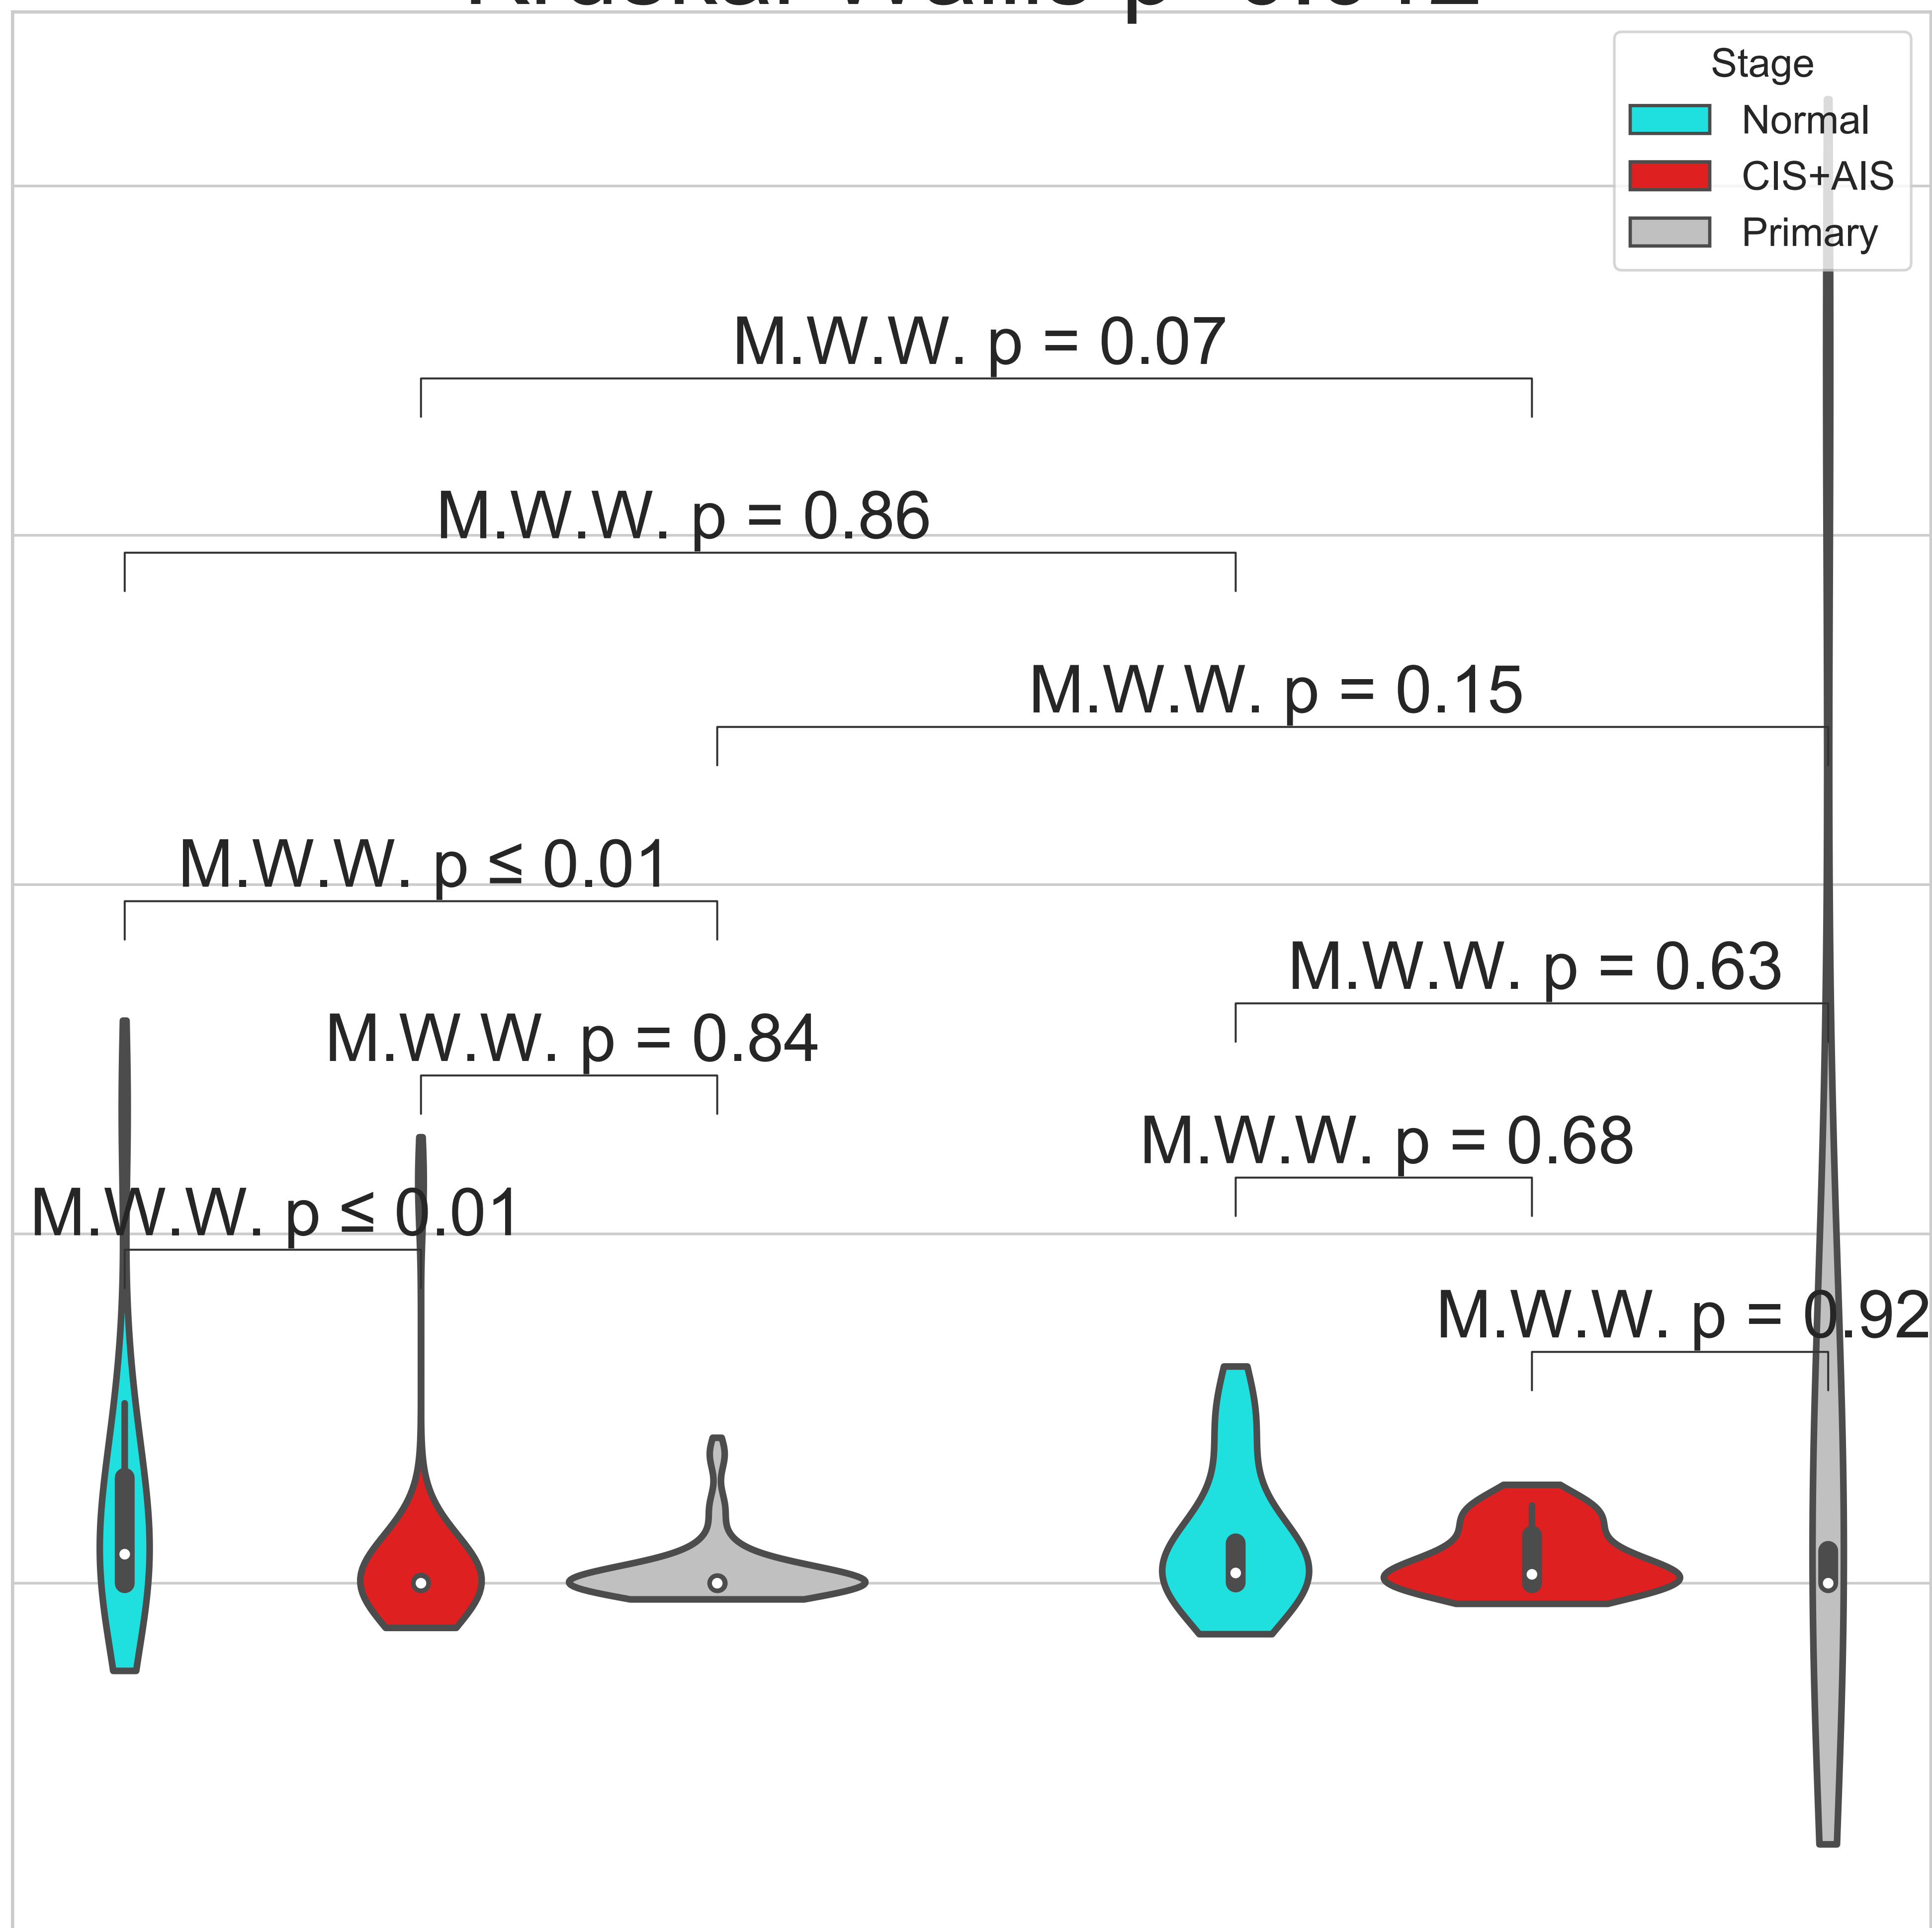 Stage
Normal
CIS+AIS
Primary
M.W.W. p = 0.07
M.W.W. p = 0.86
M.W.W. p = 0.15
M.W.W. p ≤ 0.01
M.W.W. p = 0.63
M.W.W. p = 0.84
M.W.W. p = 0.68
M.W.W. p ≤ 0.01
M.W.W. p = 0.92